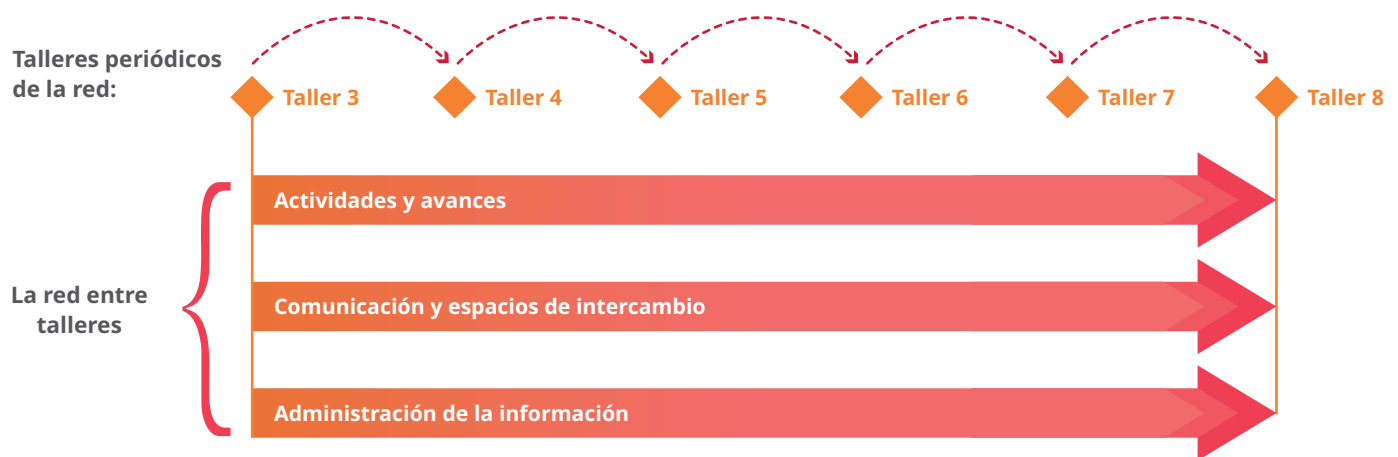 Talleres periódicos
de la red:
Taller 3
Taller 4
Taller 5
Taller 6
Taller 7
Taller 8
Actividades y avances
La red entre
talleres
Comunicación y espacios de intercambio
Administración de la información